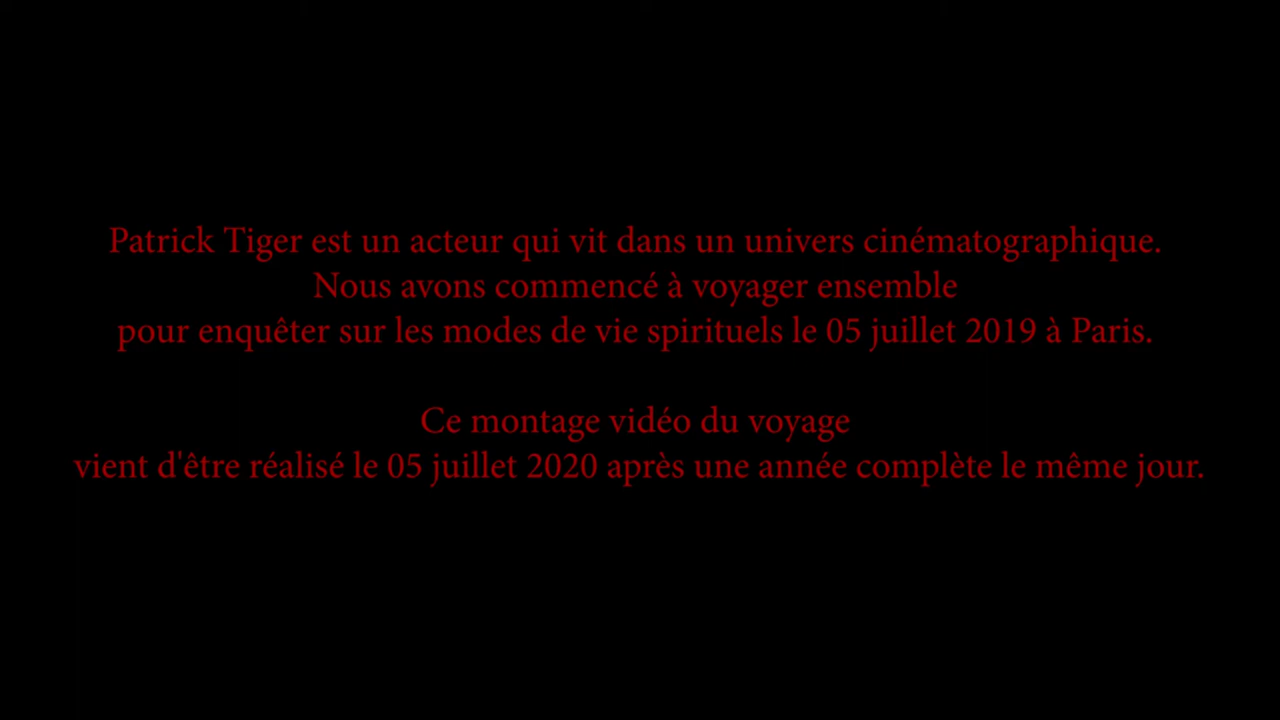 Patrick Tiger est un acteur qui vit dans un univers cinématographique.
Nous avons commencé à voyager ensemble
pour enquêter sur les modes de vie spirituels le 05 juillet 2019 à Paris.
Ce montage vidéo du voyage
vient d'être réalisé le 05 juillet 2020 après une année complète le même jour.